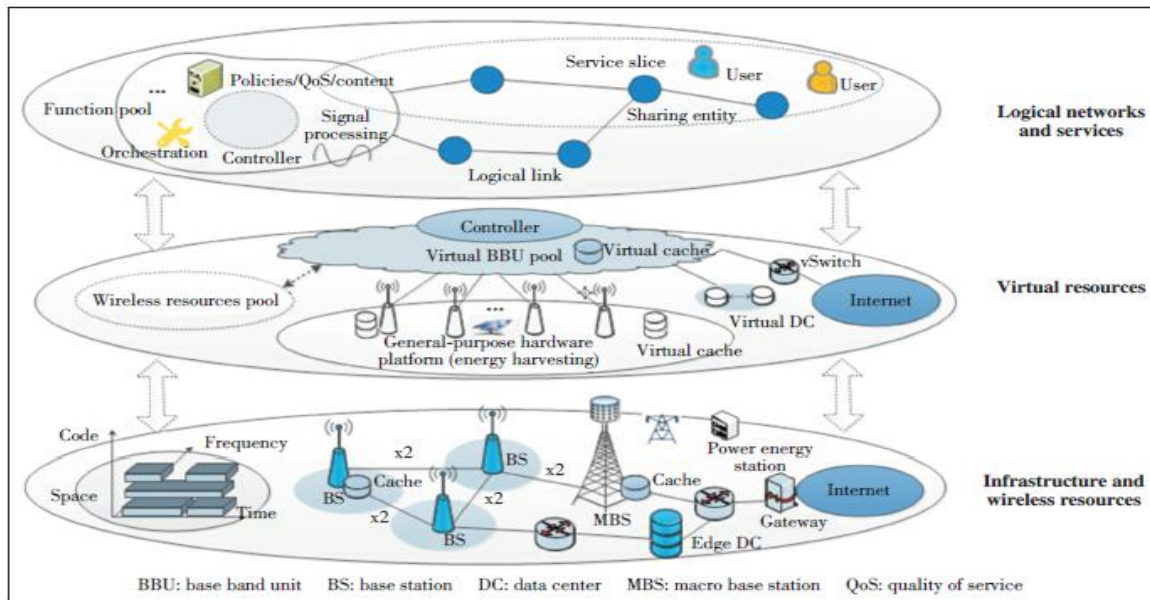 Policies/QoS/content
Service slice
User
User
Function pool
...
Signal
processing
Sharing entity
Orchestration
Controller
Logical link
Logical networks
and services
Controller
Virtual BBU pool
Virtual cache
vSwitch
Wireless resources pool
...
Internet
Virtual DC
General-purpose hardware
platform (energy harvesting)
Virtual cache
Virtual resources
Code
Frequency
Space
Time
x2
BS
Cache
BS
x2
x2
x2
BS
MBS
Cache
Power energy
station
Edge DC
Gateway
Internet
Infrastructure and
wireless resources
BBU: base band unit BS: base station DC: data center MBS: macro base station QoS: quality of service